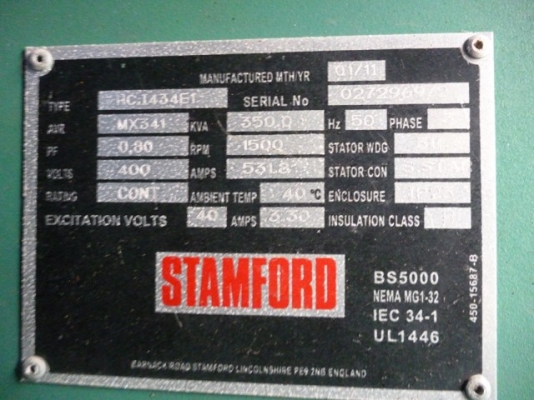 MANUFACTURED MTH/YR 01/11
TYPE HC.I434E1 SERIAL No
AVR MX341 KVA 350.0 Hz 50 PHASE
PF 0,80 RPM 1500 STATOR WDG
VOLTS 400 AMPS STATOR CON
RATING CONT AMBIENT TEMP 40 °C ENCLOSURE
EXCITATION VOLTS 40 AMPS 3.30 INSULATION CLASS
STAMFORD
BS5000
NEMA MG1-32
IEC 34-1
UL1446
BARNACK ROAD STAMFORD LINCOLNSHIRE PE9 2NB ENGLAND
450-15687-B